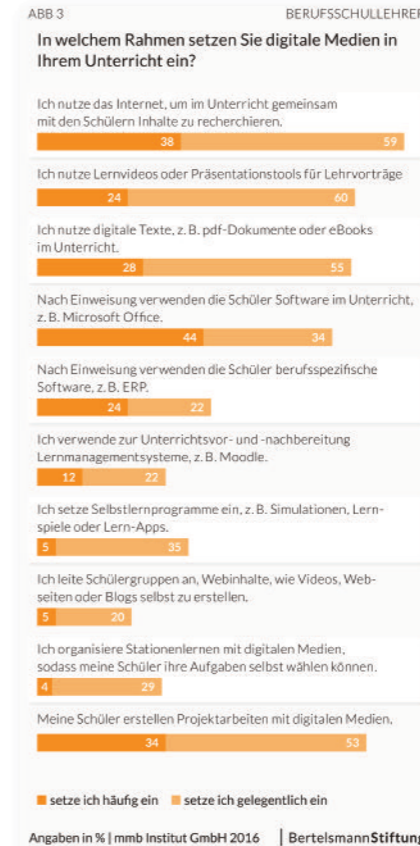 ABB 3 BERUFSSCHULLEHRER
In welchem Rahmen setzen Sie digitale Medien in
Ihrem Unterricht ein?
Ich nutze das Internet, um im Unterricht gemeinsam
mit den Schülern Inhalte zu recherchieren.
38 59
Ich nutze Lernvideos oder Präsentationstools für Lehrvorträge
24 60
Ich nutze digitale Texte, z. B. pdf-Dokumente oder eBooks
im Unterricht.
28 55
Nach Einweisung verwenden die Schüler Software im Unterricht,
z. B. Microsoft Office.
44 34
Nach Einweisung verwenden die Schüler berufsspezifische
Software, z. B. ERP.
24 22
Ich verwende zur Unterrichtsvor- und -nachbereitung
Lernmanagementsysteme, z. B. Moodle.
12 22
Ich setze Selbstlernprogramme ein, z. B. Simulationen, Lern-
spiele oder Lern-Apps.
5 35
Ich leite Schülergruppen an, Webinhalte, wie Videos, Web-
seiten oder Blogs selbst zu erstellen.
5 20
Ich organisiere Stationenlernen mit digitalen Medien,
sodass meine Schüler ihre Aufgaben selbst wählen können.
4 29
Meine Schüler erstellen Projektarbeiten mit digitalen Medien.
34 53
setze ich häufig ein setze ich gelegentlich ein
Angaben in % | mmb Institut GmbH 2016 | BertelsmannStiftung